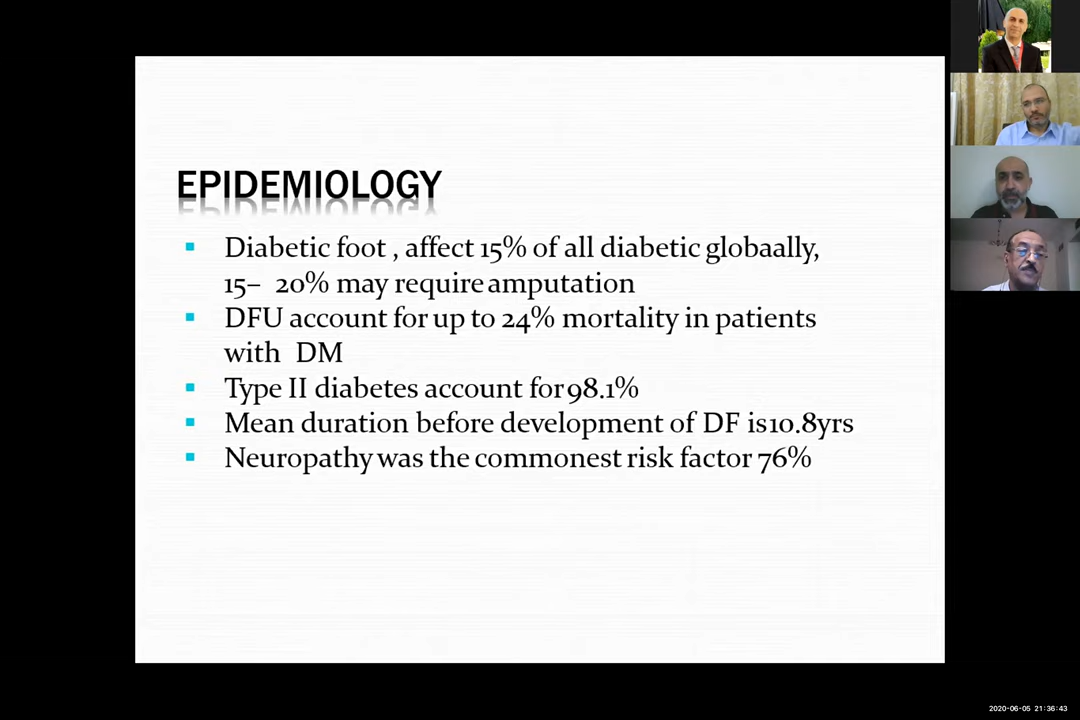 EPIDEMIOLOGY
▪ Diabetic foot , affect 15% of all diabetic globaally,
15– 20% may require amputation
▪ DFU account for up to 24% mortality in patients
with DM
▪ Type II diabetes account for 98.1%
▪ Mean duration before development of DF is 10.8yrs
▪ Neuropathy was the commonest risk factor 76%
2020-06-05 21:36:43